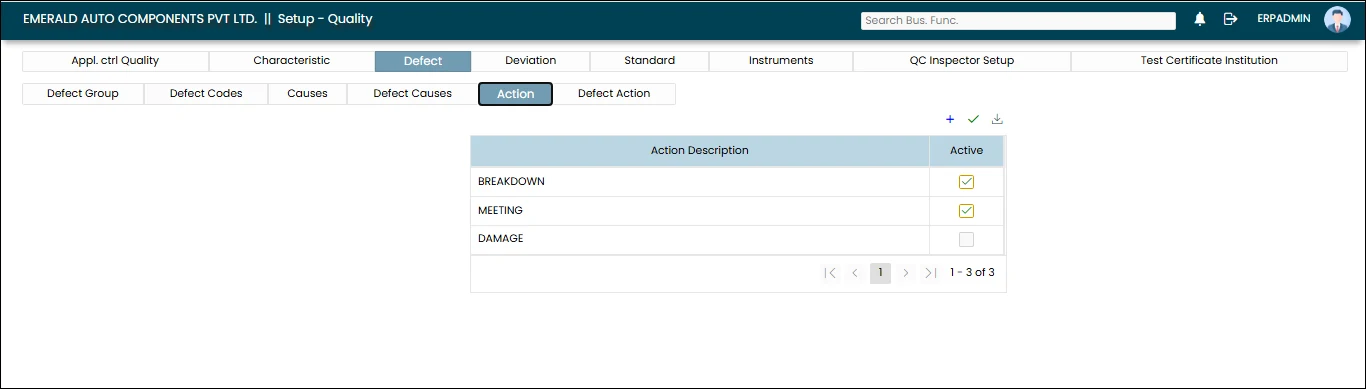 EMERALD AUTO COMPONENTS PVT LTD. || Setup - Quality
Search Bus. Func.
ERPADMIN
Appl. ctrl Quality Characteristic Defect Deviation Standard Instruments QC Inspector Setup Test Certificate Institution
Defect Group Defect Codes Causes Defect Causes Action Defect Action
Action Description Active
BREAKDOWN
MEETING
DAMAGE
1 1 - 3 of 3